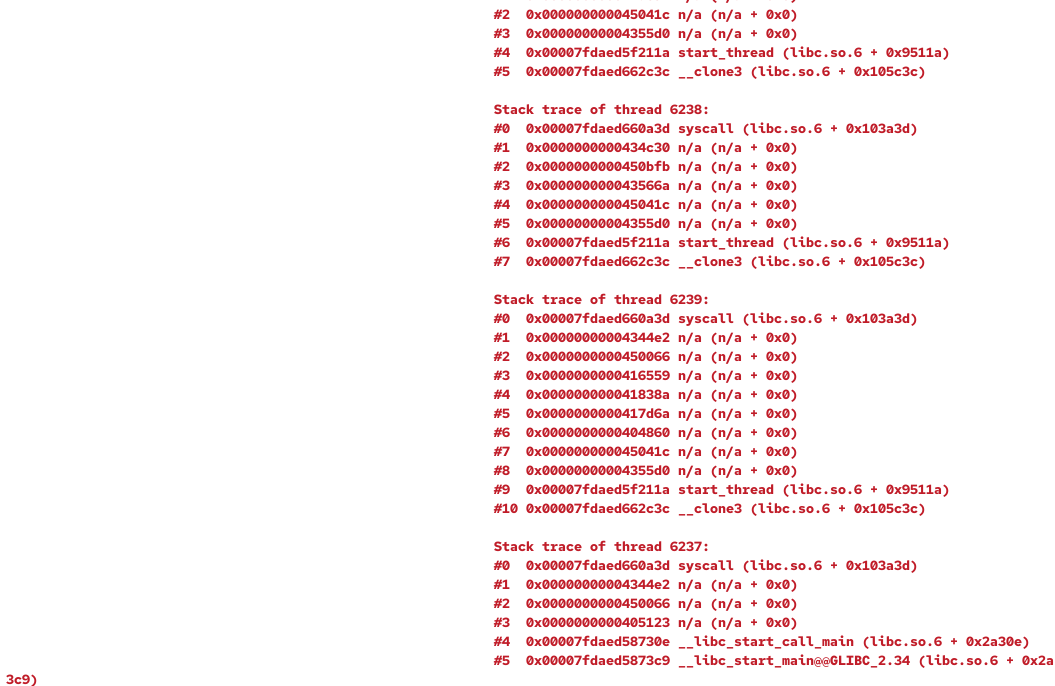 #2  0x000000000045041c n/a (n/a + 0x0)
#3  0x00000000004355d0 n/a (n/a + 0x0)
#4  0x00007fdaed5f211a start_thread (libc.so.6 + 0x9511a)
#5  0x00007fdaed662c3c __clone3 (libc.so.6 + 0x105c3c)
Stack trace of thread 6238:
#0  0x00007fdaed660a3d syscall (libc.so.6 + 0x103a3d)
#1  0x0000000000434c30 n/a (n/a + 0x0)
#2  0x0000000000450bfb n/a (n/a + 0x0)
#3  0x000000000043566a n/a (n/a + 0x0)
#4  0x000000000045041c n/a (n/a + 0x0)
#5  0x00000000004355d0 n/a (n/a + 0x0)
#6  0x00007fdaed5f211a start_thread (libc.so.6 + 0x9511a)
#7  0x00007fdaed662c3c __clone3 (libc.so.6 + 0x105c3c)
Stack trace of thread 6239:
#0  0x00007fdaed660a3d syscall (libc.so.6 + 0x103a3d)
#1  0x00000000004344e2 n/a (n/a + 0x0)
#2  0x0000000000450066 n/a (n/a + 0x0)
#3  0x0000000000416559 n/a (n/a + 0x0)
#4  0x000000000041838a n/a (n/a + 0x0)
#5  0x0000000000417d6a n/a (n/a + 0x0)
#6  0x0000000000404860 n/a (n/a + 0x0)
#7  0x000000000045041c n/a (n/a + 0x0)
#8  0x00000000004355d0 n/a (n/a + 0x0)
#9  0x00007fdaed5f211a start_thread (libc.so.6 + 0x9511a)
#10 0x00007fdaed662c3c __clone3 (libc.so.6 + 0x105c3c)
Stack trace of thread 6237:
#0  0x00007fdaed660a3d syscall (libc.so.6 + 0x103a3d)
#1  0x00000000004344e2 n/a (n/a + 0x0)
#2  0x0000000000450066 n/a (n/a + 0x0)
#3  0x0000000000405123 n/a (n/a + 0x0)
#4  0x00007fdaed58730e __libc_start_call_main (libc.so.6 + 0x2a30e)
#5  0x00007fdaed5873c9 __libc_start_main@@GLIBC_2.34 (libc.so.6 + 0x2a
3c9)